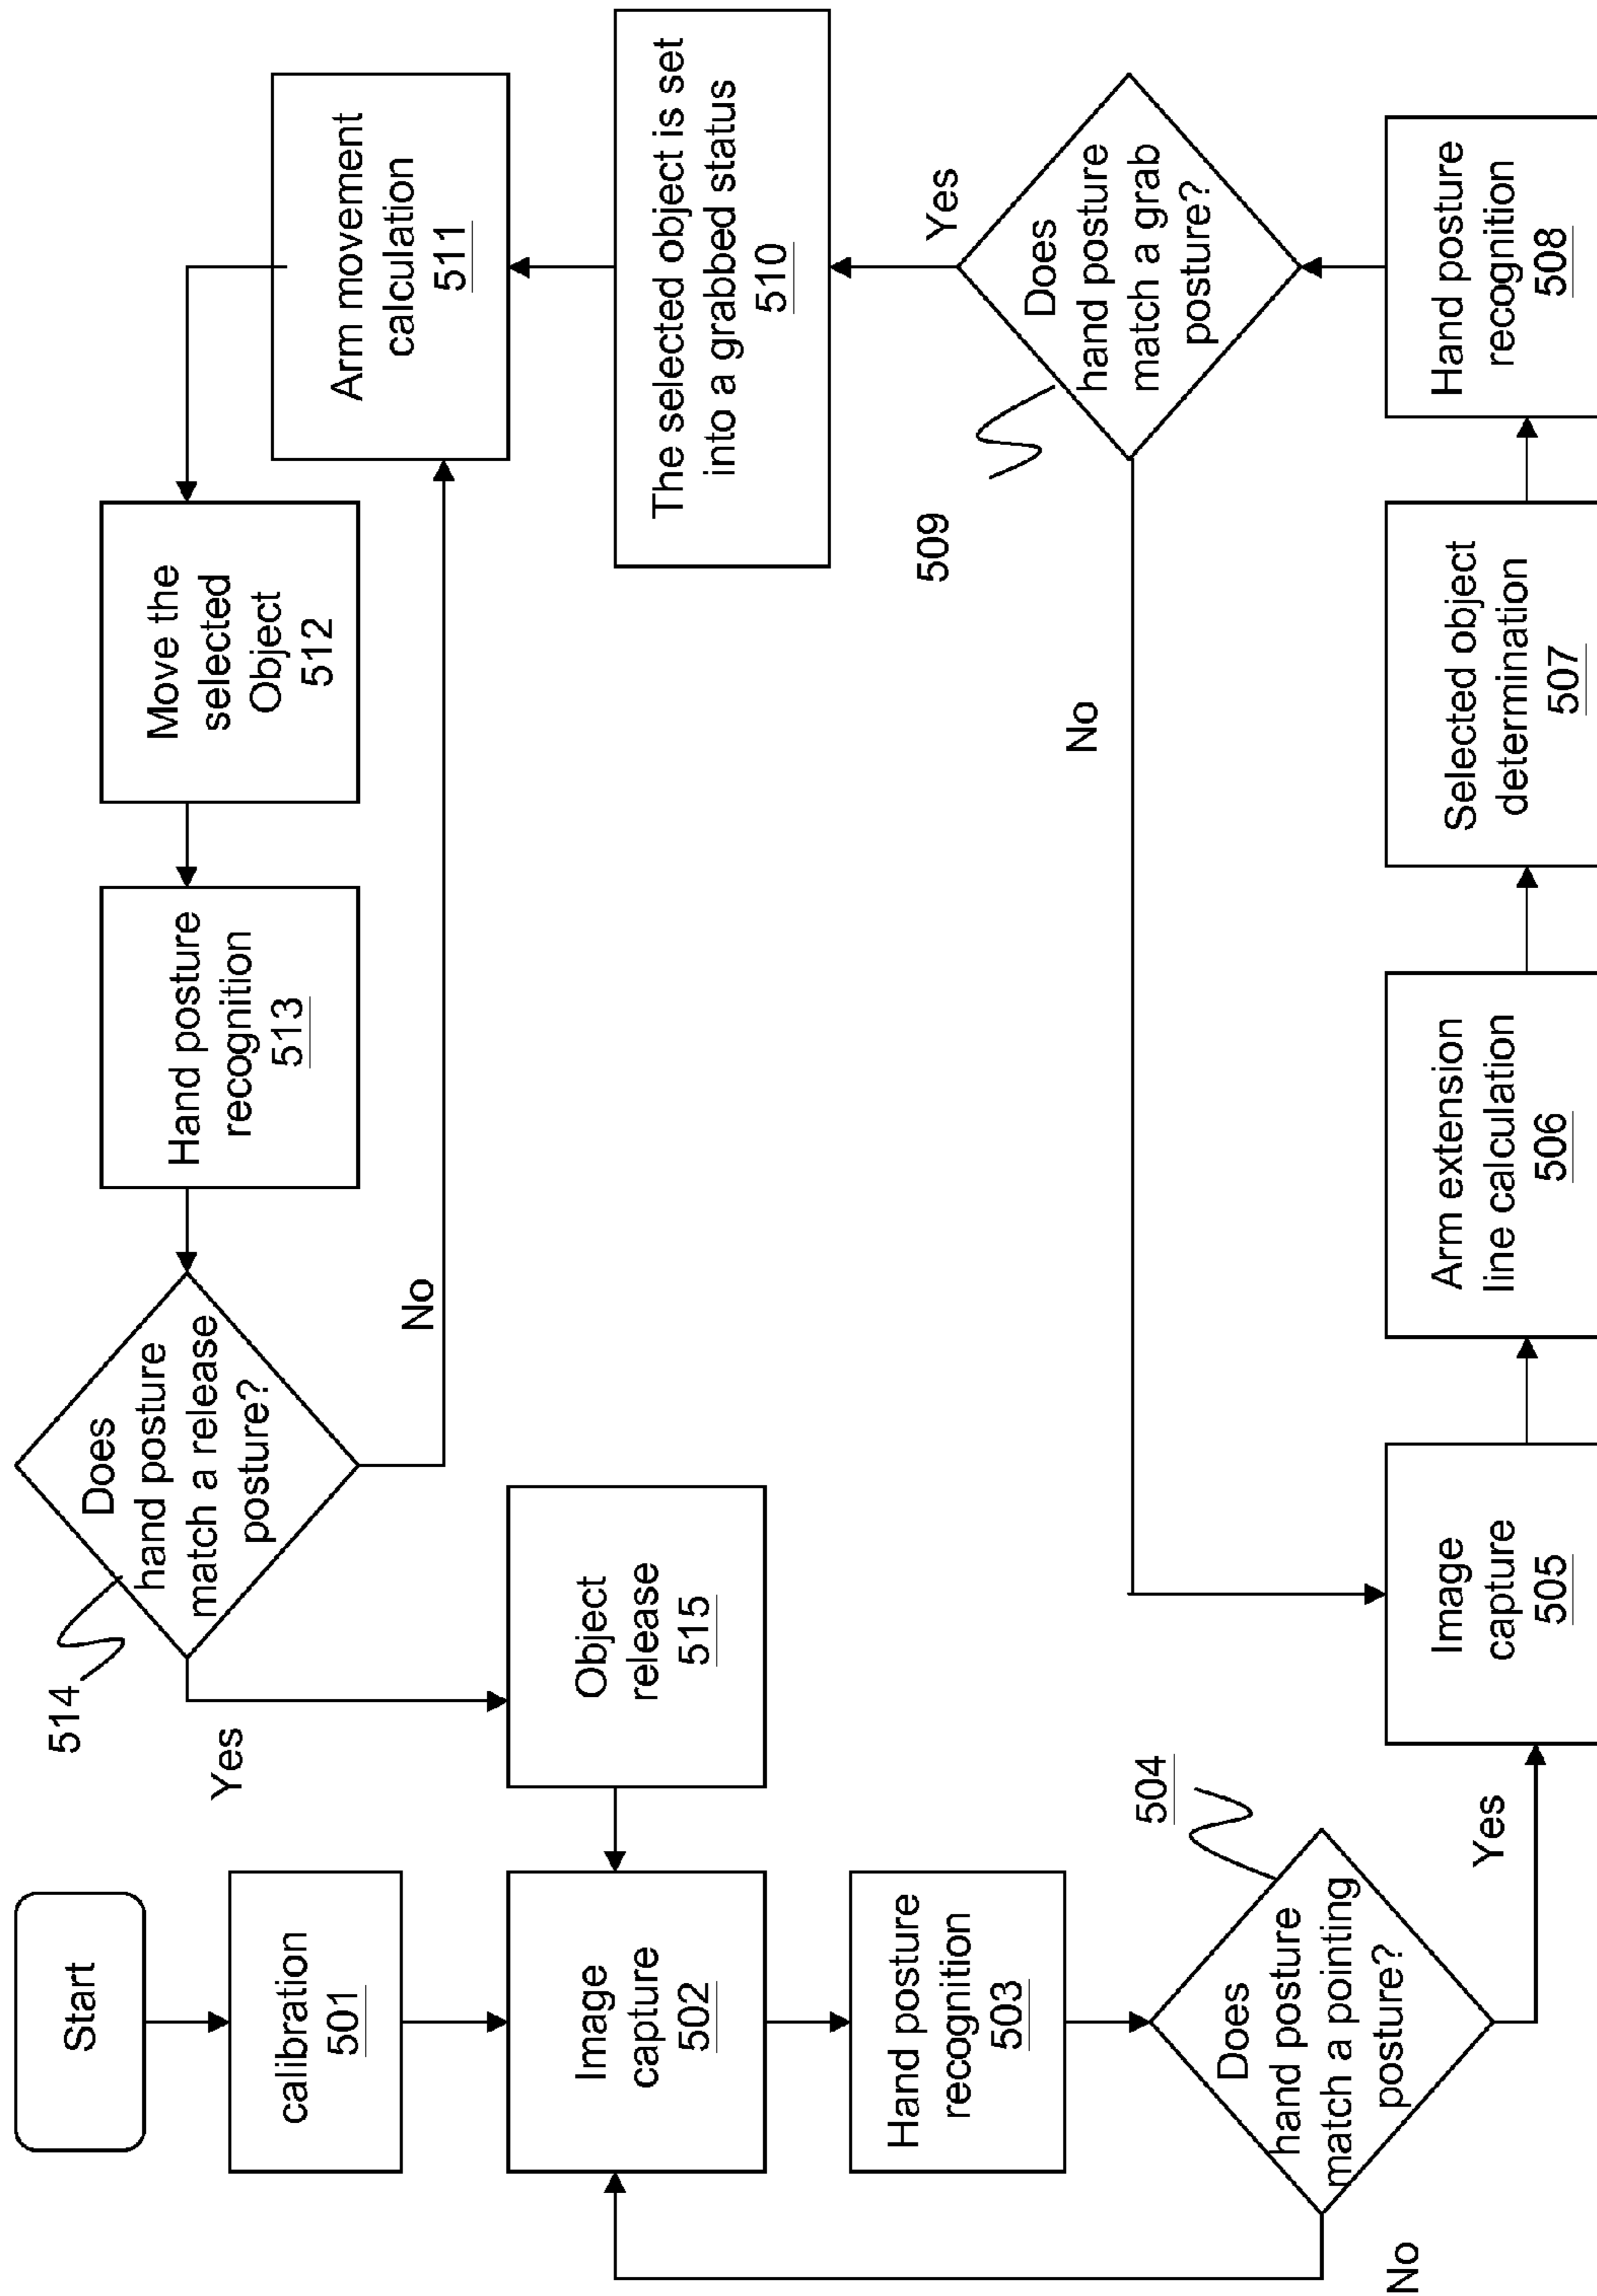 Start
calibration
501
Image
capture
502
Hand posture
recognition
503
504
Does
hand posture
match a pointing
posture?
No
Yes
Image
capture
505
Arm extension
line calculation
506
Selected object
determination
507
Hand posture
recognition
508
509
Does
hand posture
match a grab
posture?
No
Yes
The selected object is set
into a grabbed status
510
Arm movement
calculation
511
Move the
selected
Object
512
Hand posture
recognition
513
514
Does
hand posture
match a release
posture?
No
Yes
Object
release
515